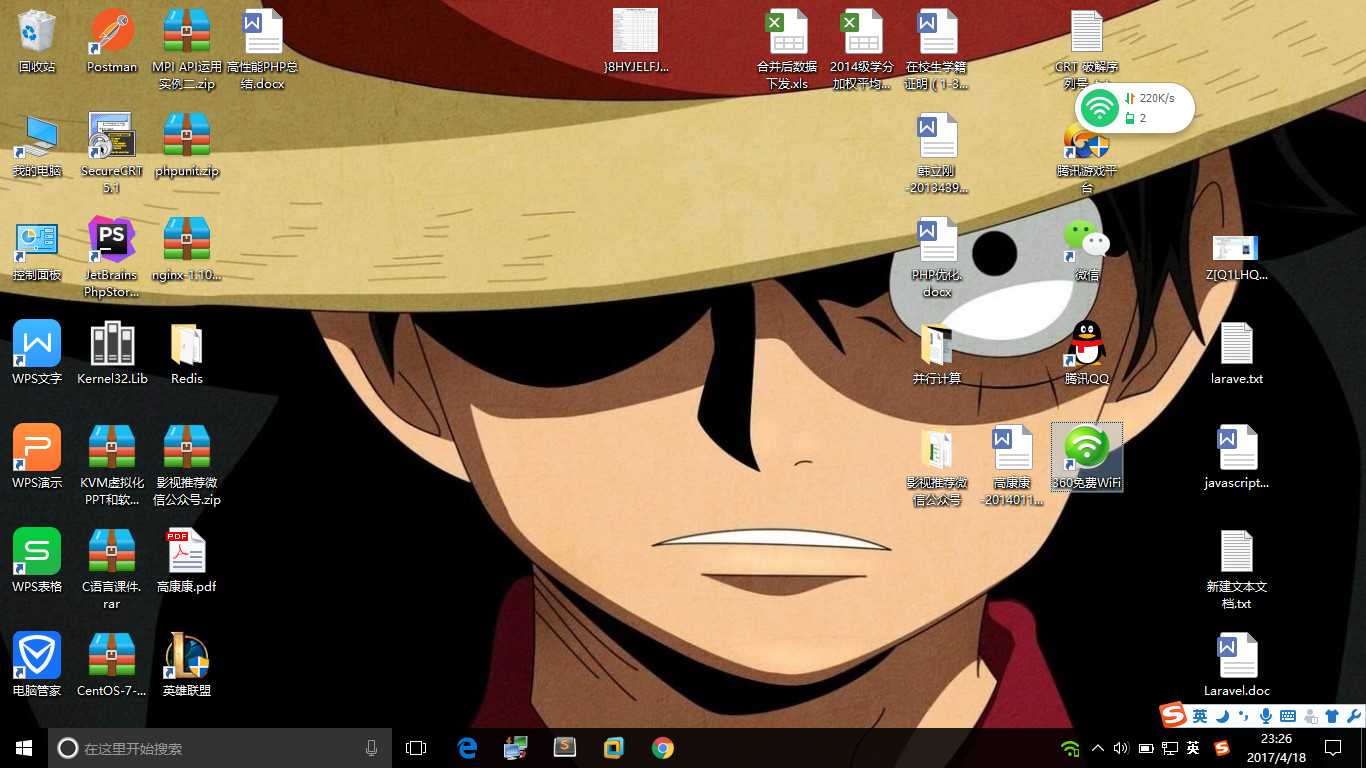 回收站
Postman
MPI API运用
实例二.zip
高性能PHP总
结.docx
}8HYJELFJ...
合并后数据
下发.xls
2014级学分
加权平均...
在校生学籍
证明（1-3...
CRT 破解序
220K/s
2
我的电脑
SecureCRT
5.1
phpunit.zip
韩立刚
-2013439...
腾讯游戏平
台
控制面板
PS
JetBrains
PhpStor...
nginx-1.10...
PHP优化.
docx
微信
Z[Q1LHQ...
WPS文字
Kernel32.Lib
Redis
并行计算
腾讯QQ
larave.txt
WPS演示
KVM虚拟化
PPT和软...
影视推荐微
信公众号.zip
影视推荐微
信公众号
高康康
-2014011...
360免费WiFi
javascript...
WPS表格
C语言课件.
rar
PDF
高康康.pdf
新建文本文
档.txt
电脑管家
CentOS-7-...
英雄联盟
Laravel.doc
英
在这里开始搜索
英
23:26
2017/4/18